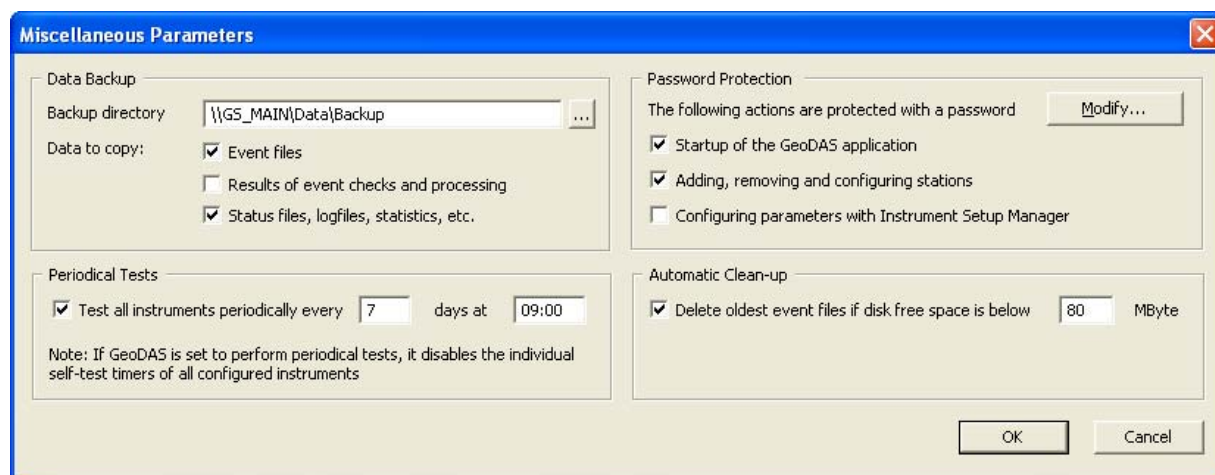 Miscellaneous Parameters
Data Backup
Backup directory
\\GS_MAIN\Data\Backup
...
Data to copy:
Event files
Results of event checks and processing
Status files, logfiles, statistics, etc.
Password Protection
The following actions are protected with a password
Modify...
Startup of the GeoDAS application
Adding, removing and configuring stations
Configuring parameters with Instrument Setup Manager
Periodical Tests
Test all instruments periodically every 7 days at 09:00
Note: If GeoDAS is set to perform periodical tests, it disables the individual
self-test timers of all configured instruments
Automatic Clean-up
Delete oldest event files if disk free space is below 80 MByte
OK
Cancel